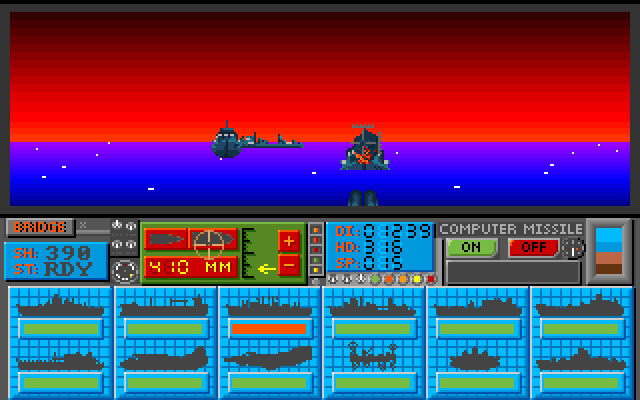 BRIDGE
SH: 390
ST: RDY
410 MM
DI: 01239
HD: 316
SP: 015
COMPUTER MISSILE
ON OFF